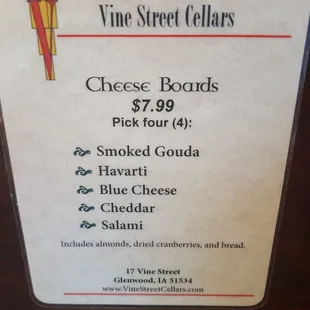 Vine Street Cellars
Cheese Boards
$7.99
Pick four (4):
Smoked Gouda
Havarti
Blue Cheese
Cheddar
Salami
Includes almonds, dried cranberries, and bread.
17 Vine Street
Glenwood, IA 51534
www.VineStreetCellars.com